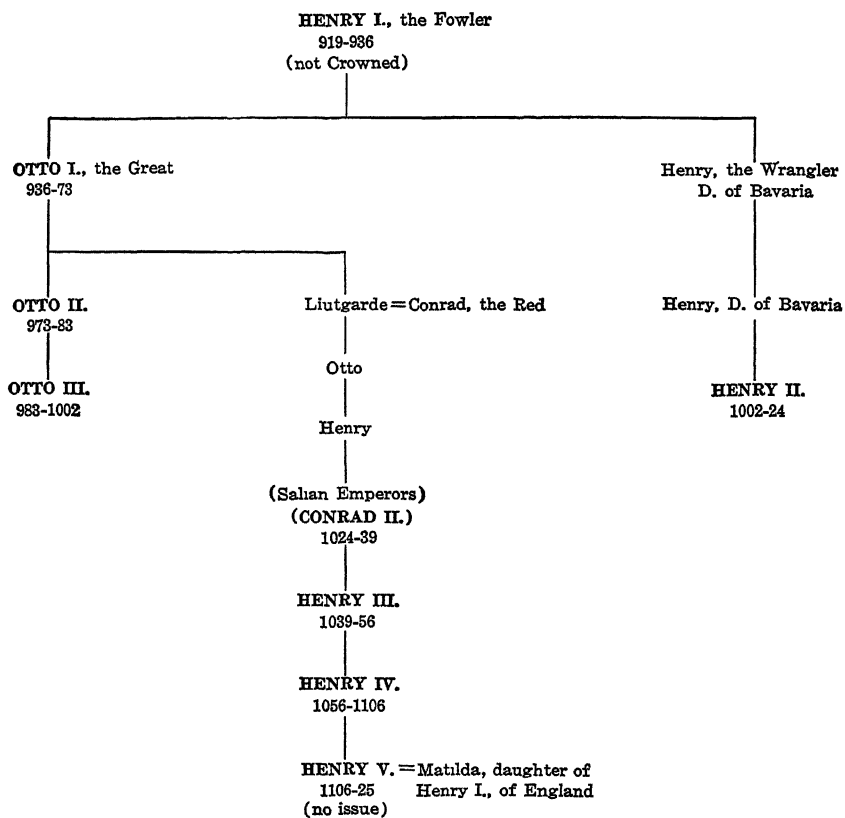 HENRY I., the Fowler
919-936
(not Crowned)
OTTO I., the Great
936-73
Henry, the Wrangler
D. of Bavaria
OTTO II.
973-83
Liutgarde=Conrad, the Red
Henry, D. of Bavaria
Otto
OTTO III.
983-1002
HENRY II.
1002-24
Henry
(Salian Emperors)
(CONRAD II.)
1024-39
HENRY III.
1039-56
HENRY IV.
1056-1106
HENRY V.=Matilda, daughter of
1106-25 Henry I., of England
(no issue)